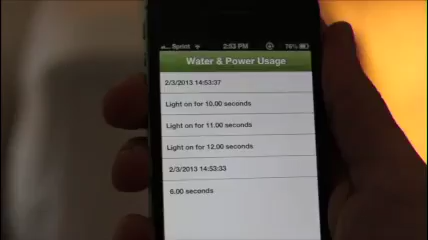 Sprint 2:53 PM 76%
Water & Power Usage
2/3/2013 14:53:37
Light on for 10.00 seconds
Light on for 11.00 seconds
Light on for 12.00 seconds
2/3/2013 14:53:33
6.00 seconds